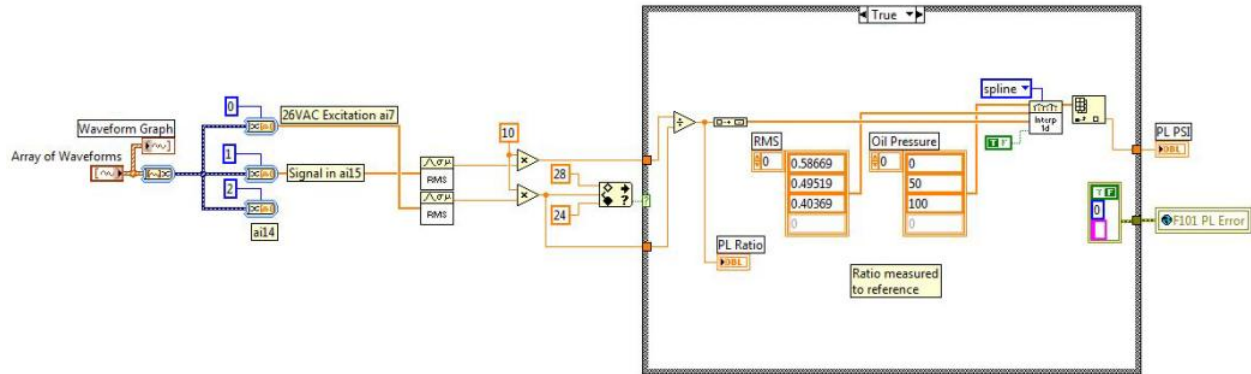 True
Waveform Graph
Array of Waveforms
0
26VAC Excitation ai7
1
Signal in ai15
2
ai14
RMS
RMS
10
28
24
?
?
PL Ratio
DBL
RMS
0
0.58669
0.49519
0.40369
0
Oil Pressure
0
0
50
100
0
spline
Interp
1d
T F
Ratio measured
to reference
PL PSI
DBL
T F
0
F101 PL Error